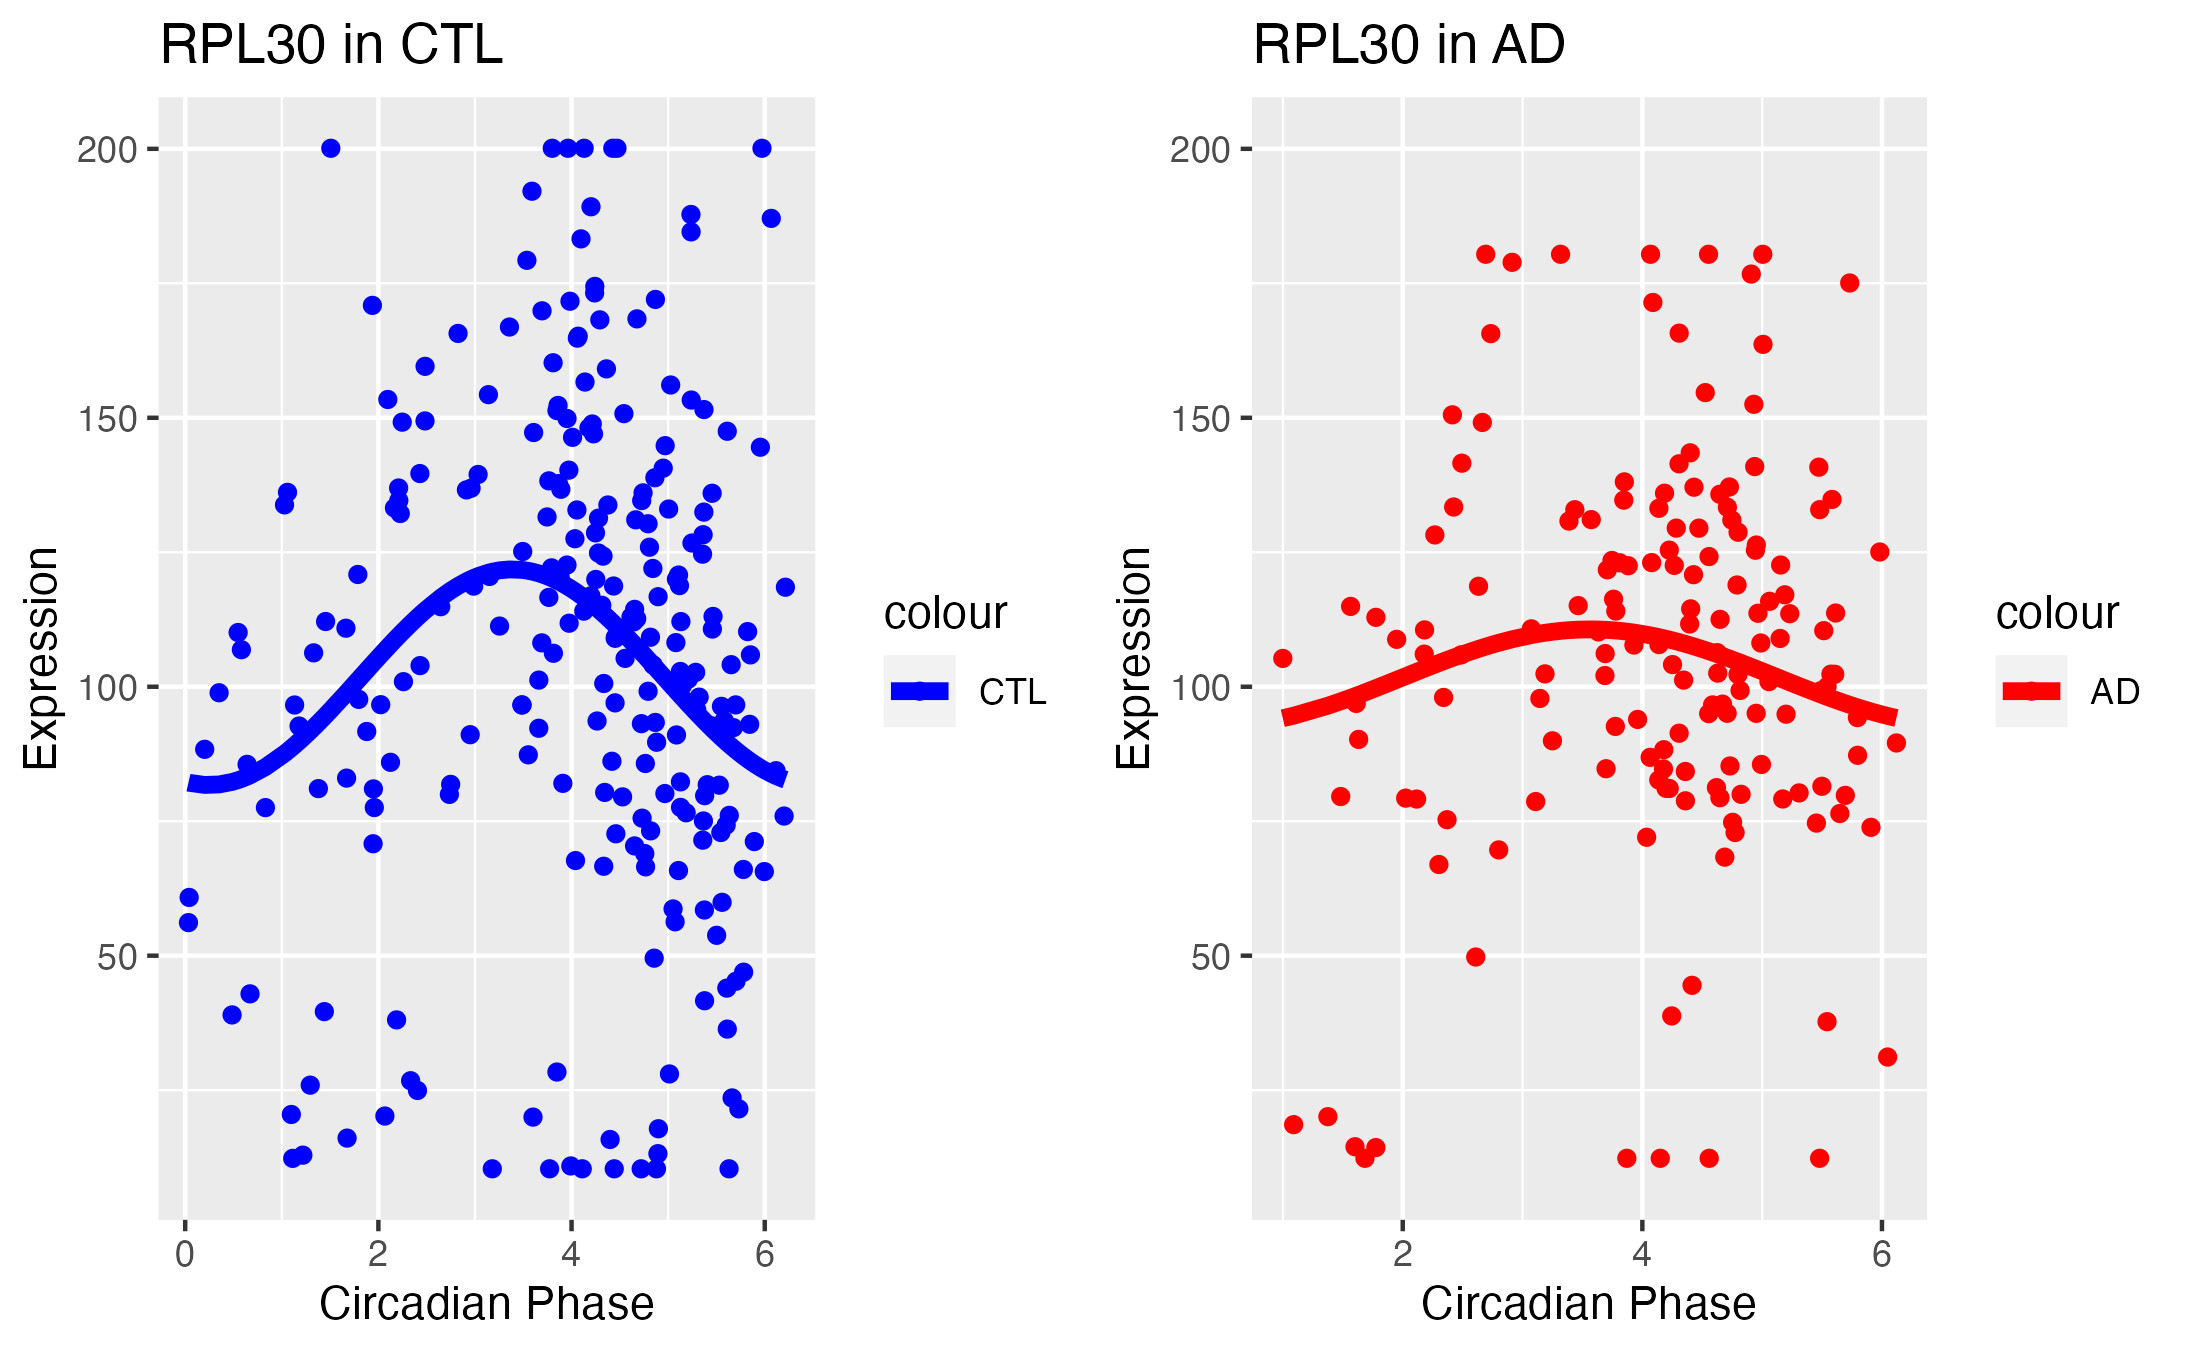 RPL30 in CTL
200
150
100
50
Expression
0 2 4 6
Circadian Phase
colour
CTL
RPL30 in AD
200
150
100
50
Expression
2 4 6
Circadian Phase
colour
AD